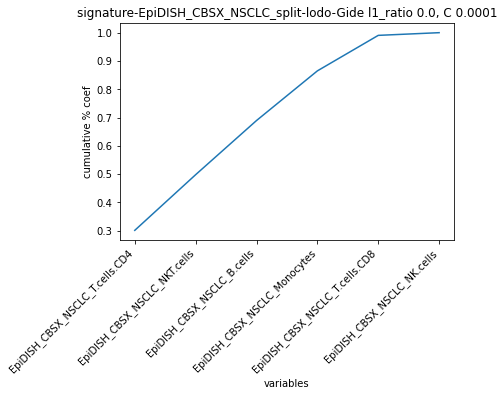 signature-EpiDISH_CBSX_NSCLC_split-lodo-Gide l1_ratio 0.0, C 0.0001
1.0
0.9
0.8
0.7
0.6
0.5
0.4
0.3
cumulative % coef
EpiDISH_CBSX_NSCLC_T.cells.CD4
EpiDISH_CBSX_NSCLC_NKT.cells
EpiDISH_CBSX_NSCLC_B.cells
EpiDISH_CBSX_NSCLC_Monocytes
EpiDISH_CBSX_NSCLC_T.cells.CD8
EpiDISH_CBSX_NSCLC_NK.cells
variables